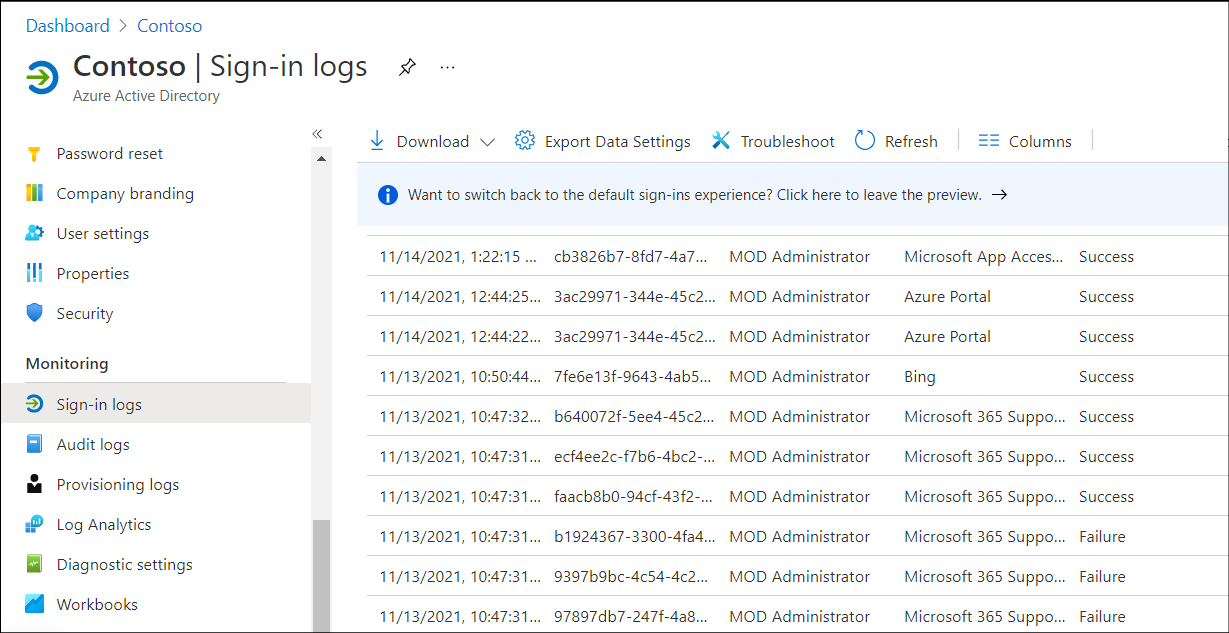 Dashboard > Contoso
Contoso | Sign-in logs ...
Azure Active Directory
«
Password reset
Company branding
User settings
Properties
Security
Monitoring
Sign-in logs
Audit logs
Provisioning logs
Log Analytics
Diagnostic settings
Workbooks
Download Export Data Settings Troubleshoot Refresh Columns
Want to switch back to the default sign-ins experience? Click here to leave the preview. →
11/14/2021, 1:22:15 ... cb3826b7-8fd7-4a7... MOD Administrator Microsoft App Acces... Success
11/14/2021, 12:44:25... 3ac29971-344e-45c2... MOD Administrator Azure Portal Success
11/14/2021, 12:44:22... 3ac29971-344e-45c2... MOD Administrator Azure Portal Success
11/13/2021, 10:50:44... 7fe6e13f-9643-4ab5... MOD Administrator Bing Success
11/13/2021, 10:47:32... b640072f-5ee4-45c2... MOD Administrator Microsoft 365 Suppo... Success
11/13/2021, 10:47:31... ecf4ee2c-f7b6-4bc2-... MOD Administrator Microsoft 365 Suppo... Success
11/13/2021, 10:47:31... faacb8b0-94cf-43f2-... MOD Administrator Microsoft 365 Suppo... Success
11/13/2021, 10:47:31... b1924367-3300-4fa4... MOD Administrator Microsoft 365 Suppo... Failure
11/13/2021, 10:47:31... 9397b9bc-4c54-4c2... MOD Administrator Microsoft 365 Suppo... Failure
11/13/2021, 10:47:31... 97897db7-247f-4a8... MOD Administrator Microsoft 365 Suppo... Failure